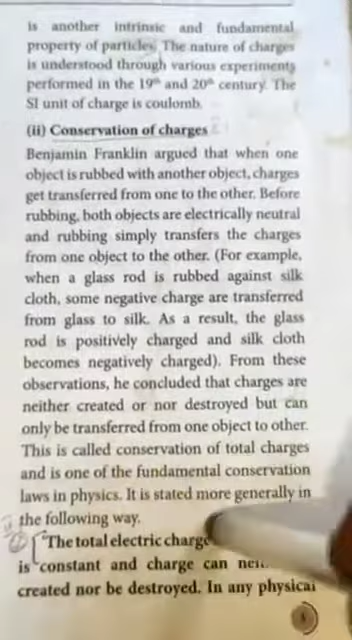 is another intrinsic and fundamental
property of particles. The nature of charges
is understood through various experiments
performed in the 19th and 20th century. The
SI unit of charge is coulomb.
(ii) Conservation of charges
Benjamin Franklin argued that when one
object is rubbed with another object, charges
get transferred from one to the other. Before
rubbing, both objects are electrically neutral
and rubbing simply transfers the charges
from one object to the other. (For example,
when a glass rod is rubbed against silk
cloth, some negative charge are transferred
from glass to silk. As a result, the glass
rod is positively charged and silk cloth
becomes negatively charged). From these
observations, he concluded that charges are
neither created or nor destroyed but can
only be transferred from one object to other.
This is called conservation of total charges
and is one of the fundamental conservation
laws in physics. It is stated more generally in
the following way.
The total electric charge
is constant and charge can
created nor be destroyed. In any physical